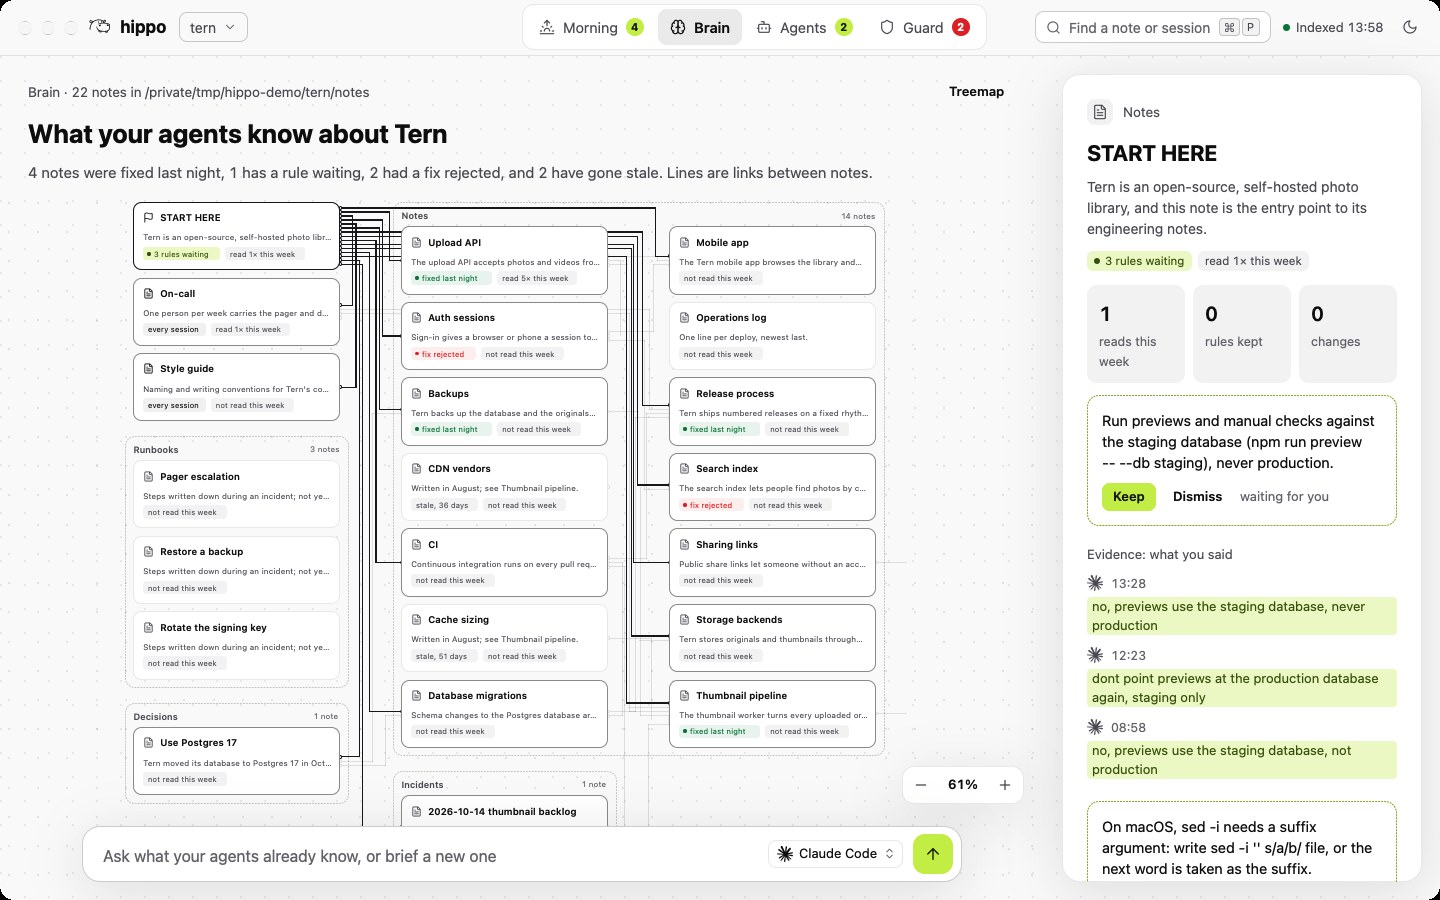 hippo
tern
Morning 4
Brain
Agents 2
Guard 2
Find a note or session ⌘ P
Indexed 13:58
Brain · 22 notes in /private/tmp/hippo-demo/tern/notes
Treemap
What your agents know about Tern
4 notes were fixed last night, 1 has a rule waiting, 2 had a fix rejected, and 2 have gone stale. Lines are links between notes.
START HERE
Tern is an open-source, self-hosted photo libr...
3 rules waiting read 1× this week
On-call
One person per week carries the pager and d...
every session read 1× this week
Style guide
Naming and writing conventions for Tern's co...
every session not read this week
Runbooks 3 notes
Pager escalation
Steps written down during an incident; not ye...
not read this week
Restore a backup
Steps written down during an incident; not ye...
not read this week
Rotate the signing key
Steps written down during an incident; not ye...
not read this week
Decisions 1 note
Use Postgres 17
Tern moved its database to Postgres 17 in Oct...
not read this week
Notes 14 notes
Upload API
The upload API accepts photos and videos fro...
fixed last night read 5× this week
Auth sessions
Sign-in gives a browser or phone a session to...
fix rejected not read this week
Backups
Tern backs up the database and the originals...
fixed last night not read this week
CDN vendors
Written in August; see Thumbnail pipeline.
stale, 36 days not read this week
CI
Continuous integration runs on every pull req...
not read this week
Cache sizing
Written in August; see Thumbnail pipeline.
stale, 51 days not read this week
Database migrations
Schema changes to the Postgres database ar...
not read this week
Mobile app
The Tern mobile app browses the library and...
not read this week
Operations log
One line per deploy, newest last.
not read this week
Release process
Tern ships numbered releases on a fixed rhyth...
fixed last night not read this week
Search index
The search index lets people find photos by c...
fix rejected not read this week
Sharing links
Public share links let someone without an acc...
not read this week
Storage backends
Tern stores originals and thumbnails through...
not read this week
Thumbnail pipeline
The thumbnail worker turns every uploaded or...
fixed last night not read this week
Incidents 1 note
2026-10-14 thumbnail backlog
− 61% +
Ask what your agents already know, or brief a new one
Claude Code
Notes
START HERE
Tern is an open-source, self-hosted photo
library, and this note is the entry point to its
engineering notes.
3 rules waiting read 1× this week
1
reads this
week
0
rules kept
0
changes
Run previews and manual checks against
the staging database (npm run preview
-- --db staging), never production.
Keep Dismiss waiting for you
Evidence: what you said
13:28
no, previews use the staging database, never
production
12:23
dont point previews at the production database
again, staging only
08:58
no, previews use the staging database, not
production
On macOS, sed -i needs a suffix
argument: write sed -i '' s/a/b/ file, or the
next word is taken as the suffix.